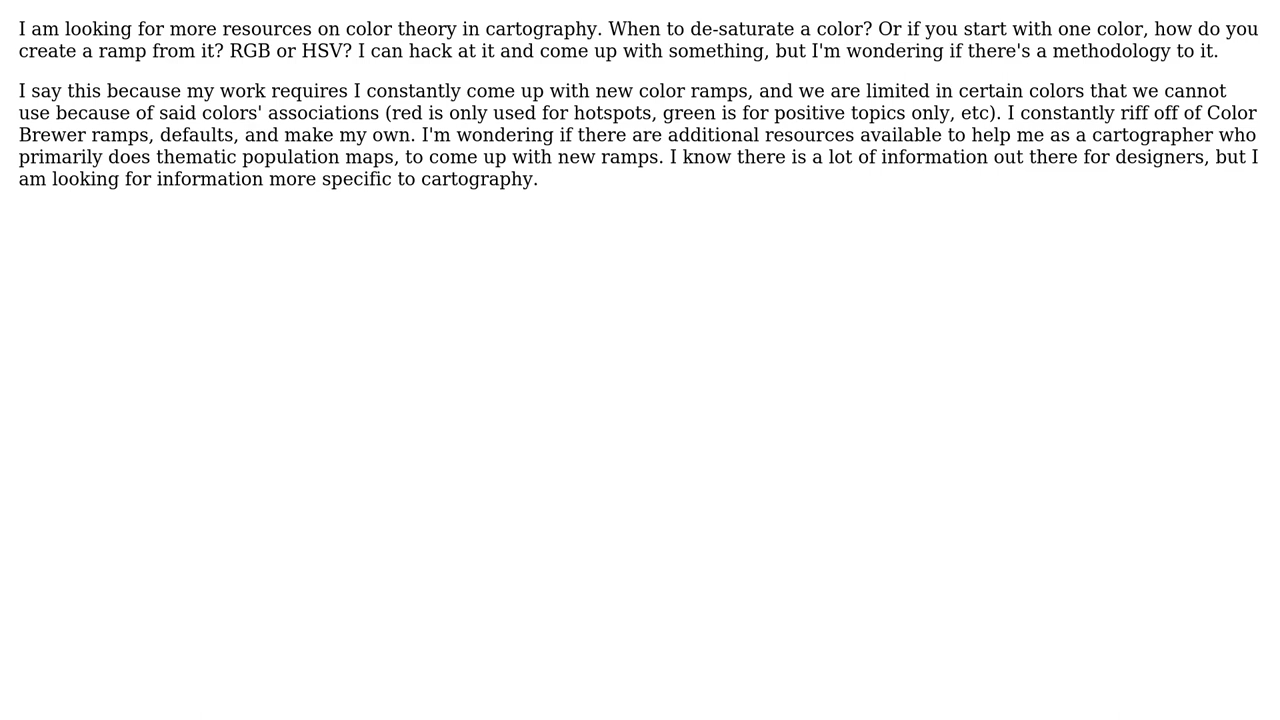 I am looking for more resources on color theory in cartography. When to de-saturate a color? Or if you start with one color, how do you
create a ramp from it? RGB or HSV? I can hack at it and come up with something, but I'm wondering if there's a methodology to it.
I say this because my work requires I constantly come up with new color ramps, and we are limited in certain colors that we cannot
use because of said colors' associations (red is only used for hotspots, green is for positive topics only, etc). I constantly riff off of Color
Brewer ramps, defaults, and make my own. I'm wondering if there are additional resources available to help me as a cartographer who
primarily does thematic population maps, to come up with new ramps. I know there is a lot of information out there for designers, but I
am looking for information more specific to cartography.